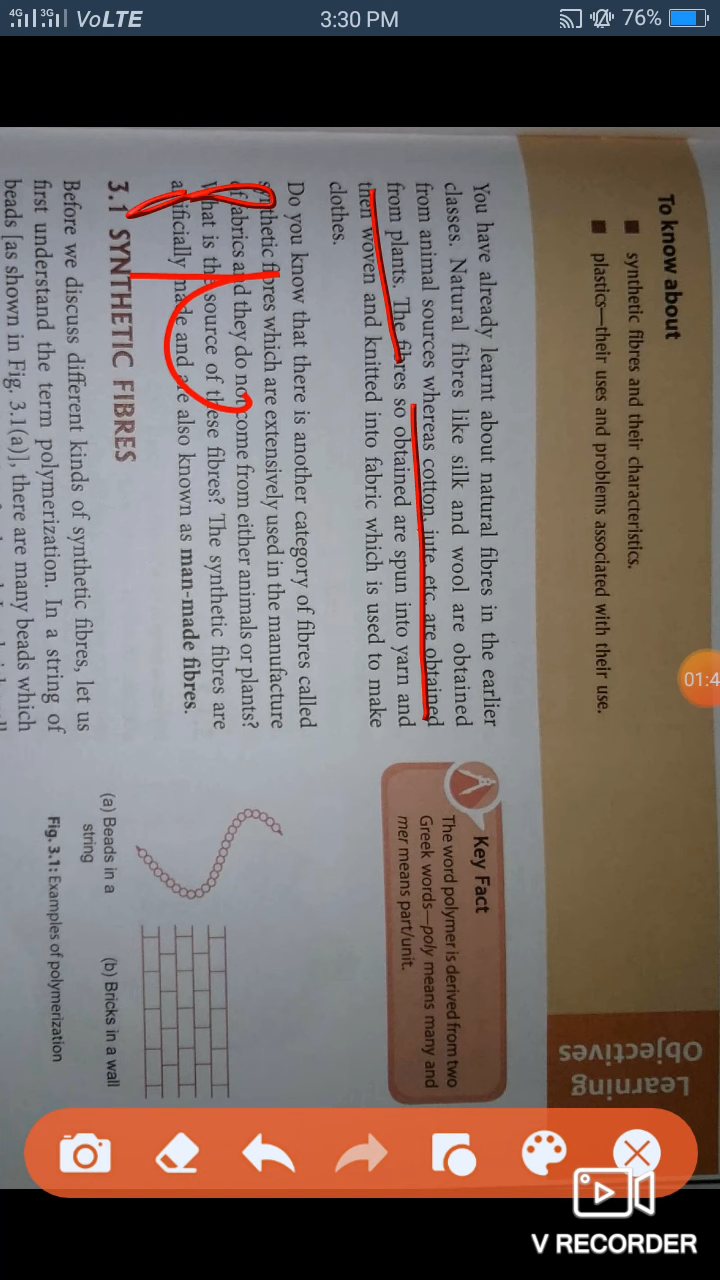 4G 3G VoLTE 3:30 PM 76%
Learning
Objectives
To know about
■ synthetic fibres and their characteristics.
■ plastics—their uses and problems associated with their use.
You have already learnt about natural fibres in the earlier
classes. Natural fibres like silk and wool are obtained
from animal sources whereas cotton, jute, etc. are obtained
from plants. The fibres so obtained are spun into yarn and
then woven and knitted into fabric which is used to make
clothes.
Do you know that there is another category of fibres called
synthetic fibres which are extensively used in the manufacture
of fabrics and they do not come from either animals or plants?
What is the source of these fibres? The synthetic fibres are
artificially made and are also known as man-made fibres.
3.1 SYNTHETIC FIBRES
Before we discuss different kinds of synthetic fibres, let us
first understand the term polymerization. In a string of
beads [as shown in Fig. 3.1(a)], there are many beads which
Key Fact
The word polymer is derived from two
Greek words—poly means many and
mer means part/unit.
(a) Beads in a
string
(b) Bricks in a wall
Fig. 3.1: Examples of polymerization
01:4
V RECORDER